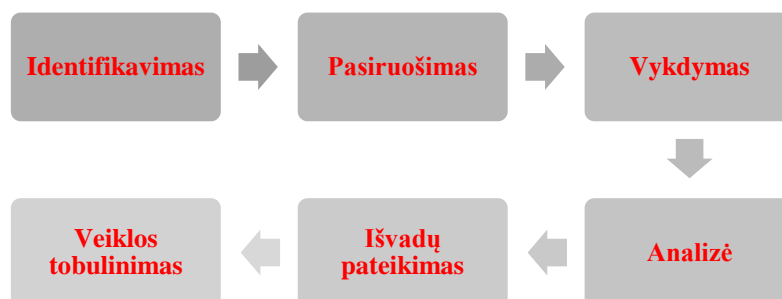 Identifikavimas
Pasiruošimas
Vykdymas
Analizė
Išvadų
pateikimas
Veiklos
tobulinimas